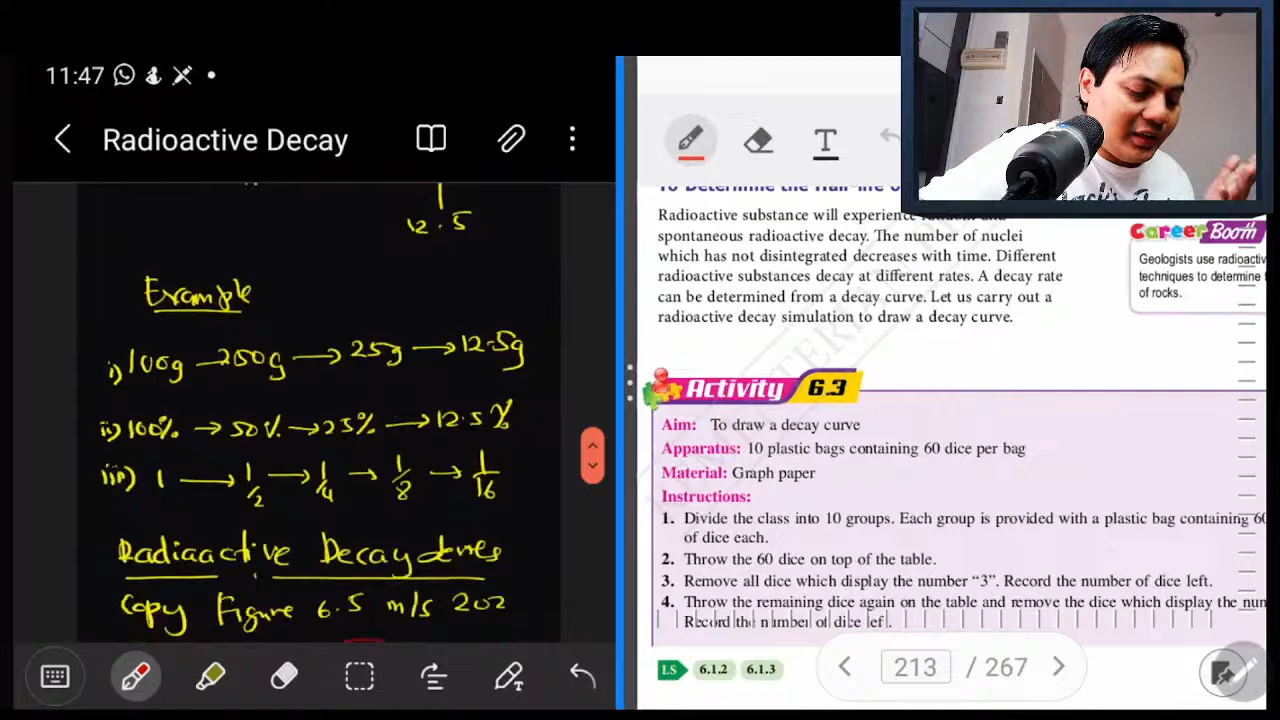 11:47
Radioactive Decay
12.5
Example
i) 100g → 50g → 25g → 12.5g
ii) 100% → 50% → 25% → 12.5%
iii) 1 → 1/2 → 1/4 → 1/8 → 1/16
Radiaactive Decay
Copy Figure 6.5 m/s 202
T
Radioactive substance will experience random and
spontaneous radioactive decay. The number of nuclei
which has not disintegrated decreases with time. Different
radioactive substances decay at different rates. A decay rate
can be determined from a decay curve. Let us carry out a
radioactive decay simulation to draw a decay curve.
Career Booth
Geologists use radioactiv
techniques to determine
of rocks.
Activity 6.3
Aim: To draw a decay curve
Apparatus: 10 plastic bags containing 60 dice per bag
Material: Graph paper
Instructions:
1. Divide the class into 10 groups. Each group is provided with a plastic bag containing 60
of dice each.
2. Throw the 60 dice on top of the table.
3. Remove all dice which display the number “3”. Record the number of dice left.
4. Throw the remaining dice again on the table and remove the dice which display the num
Record the number of dice left.
LS 6.1.2 6.1.3
213 / 267